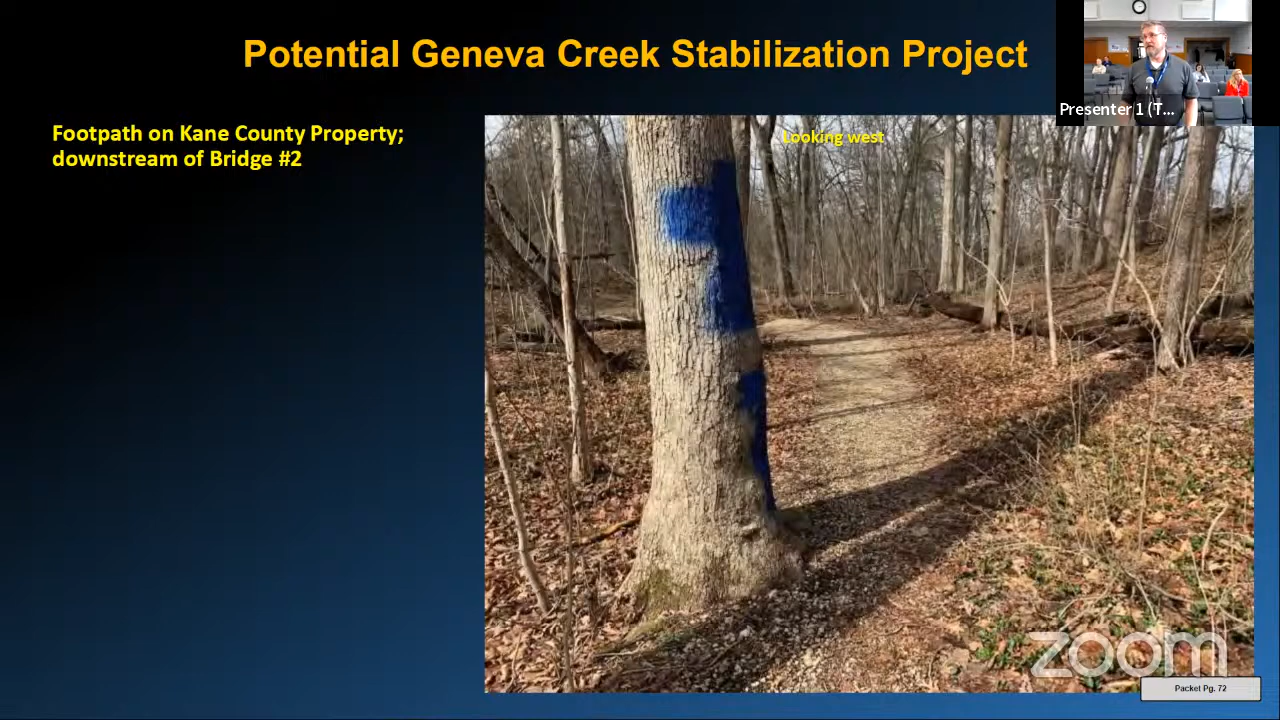 Potential Geneva Creek Stabilization Project
Presenter 1 (T...
Footpath on Kane County Property;
downstream of Bridge #2
Looking west
zoom
Packet Pg. 72